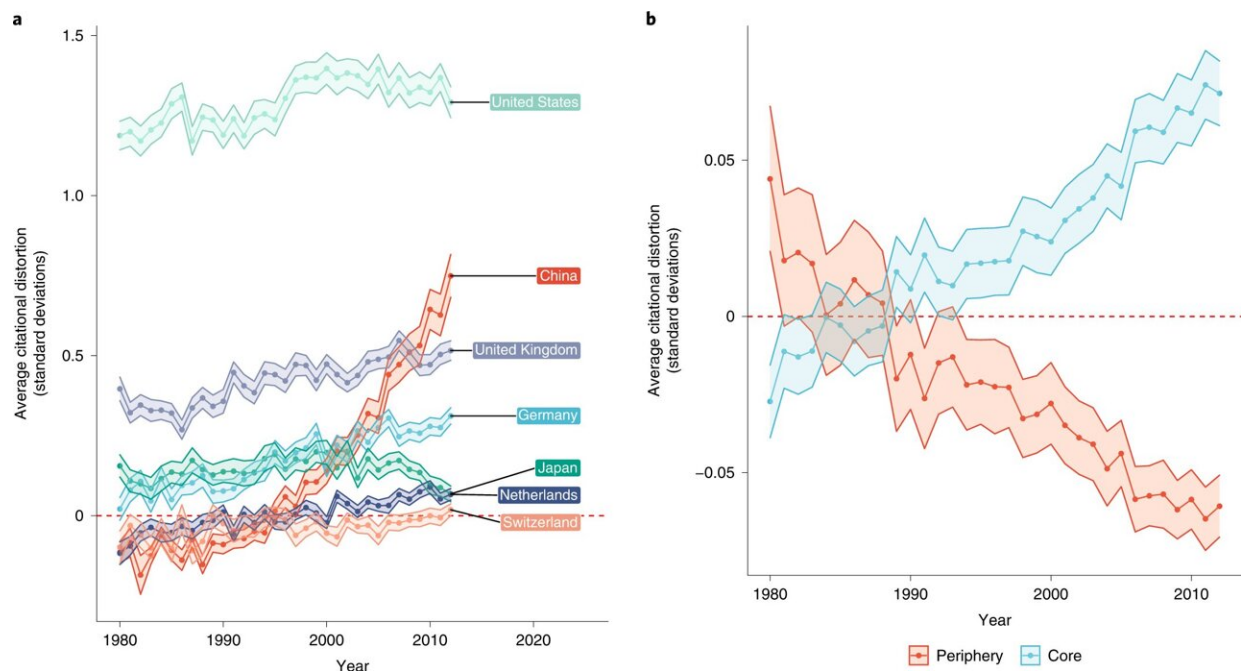 a
1.5
1.0
0.5
0
Average citational distortion
(standard deviations)
United States
China
United Kingdom
Germany
Japan
Netherlands
Switzerland
1980
1990
2000
2010
2020
Year
b
0.05
0
−0.05
Average citational distortion
(standard deviations)
1980
1990
2000
2010
Year
Periphery
Core